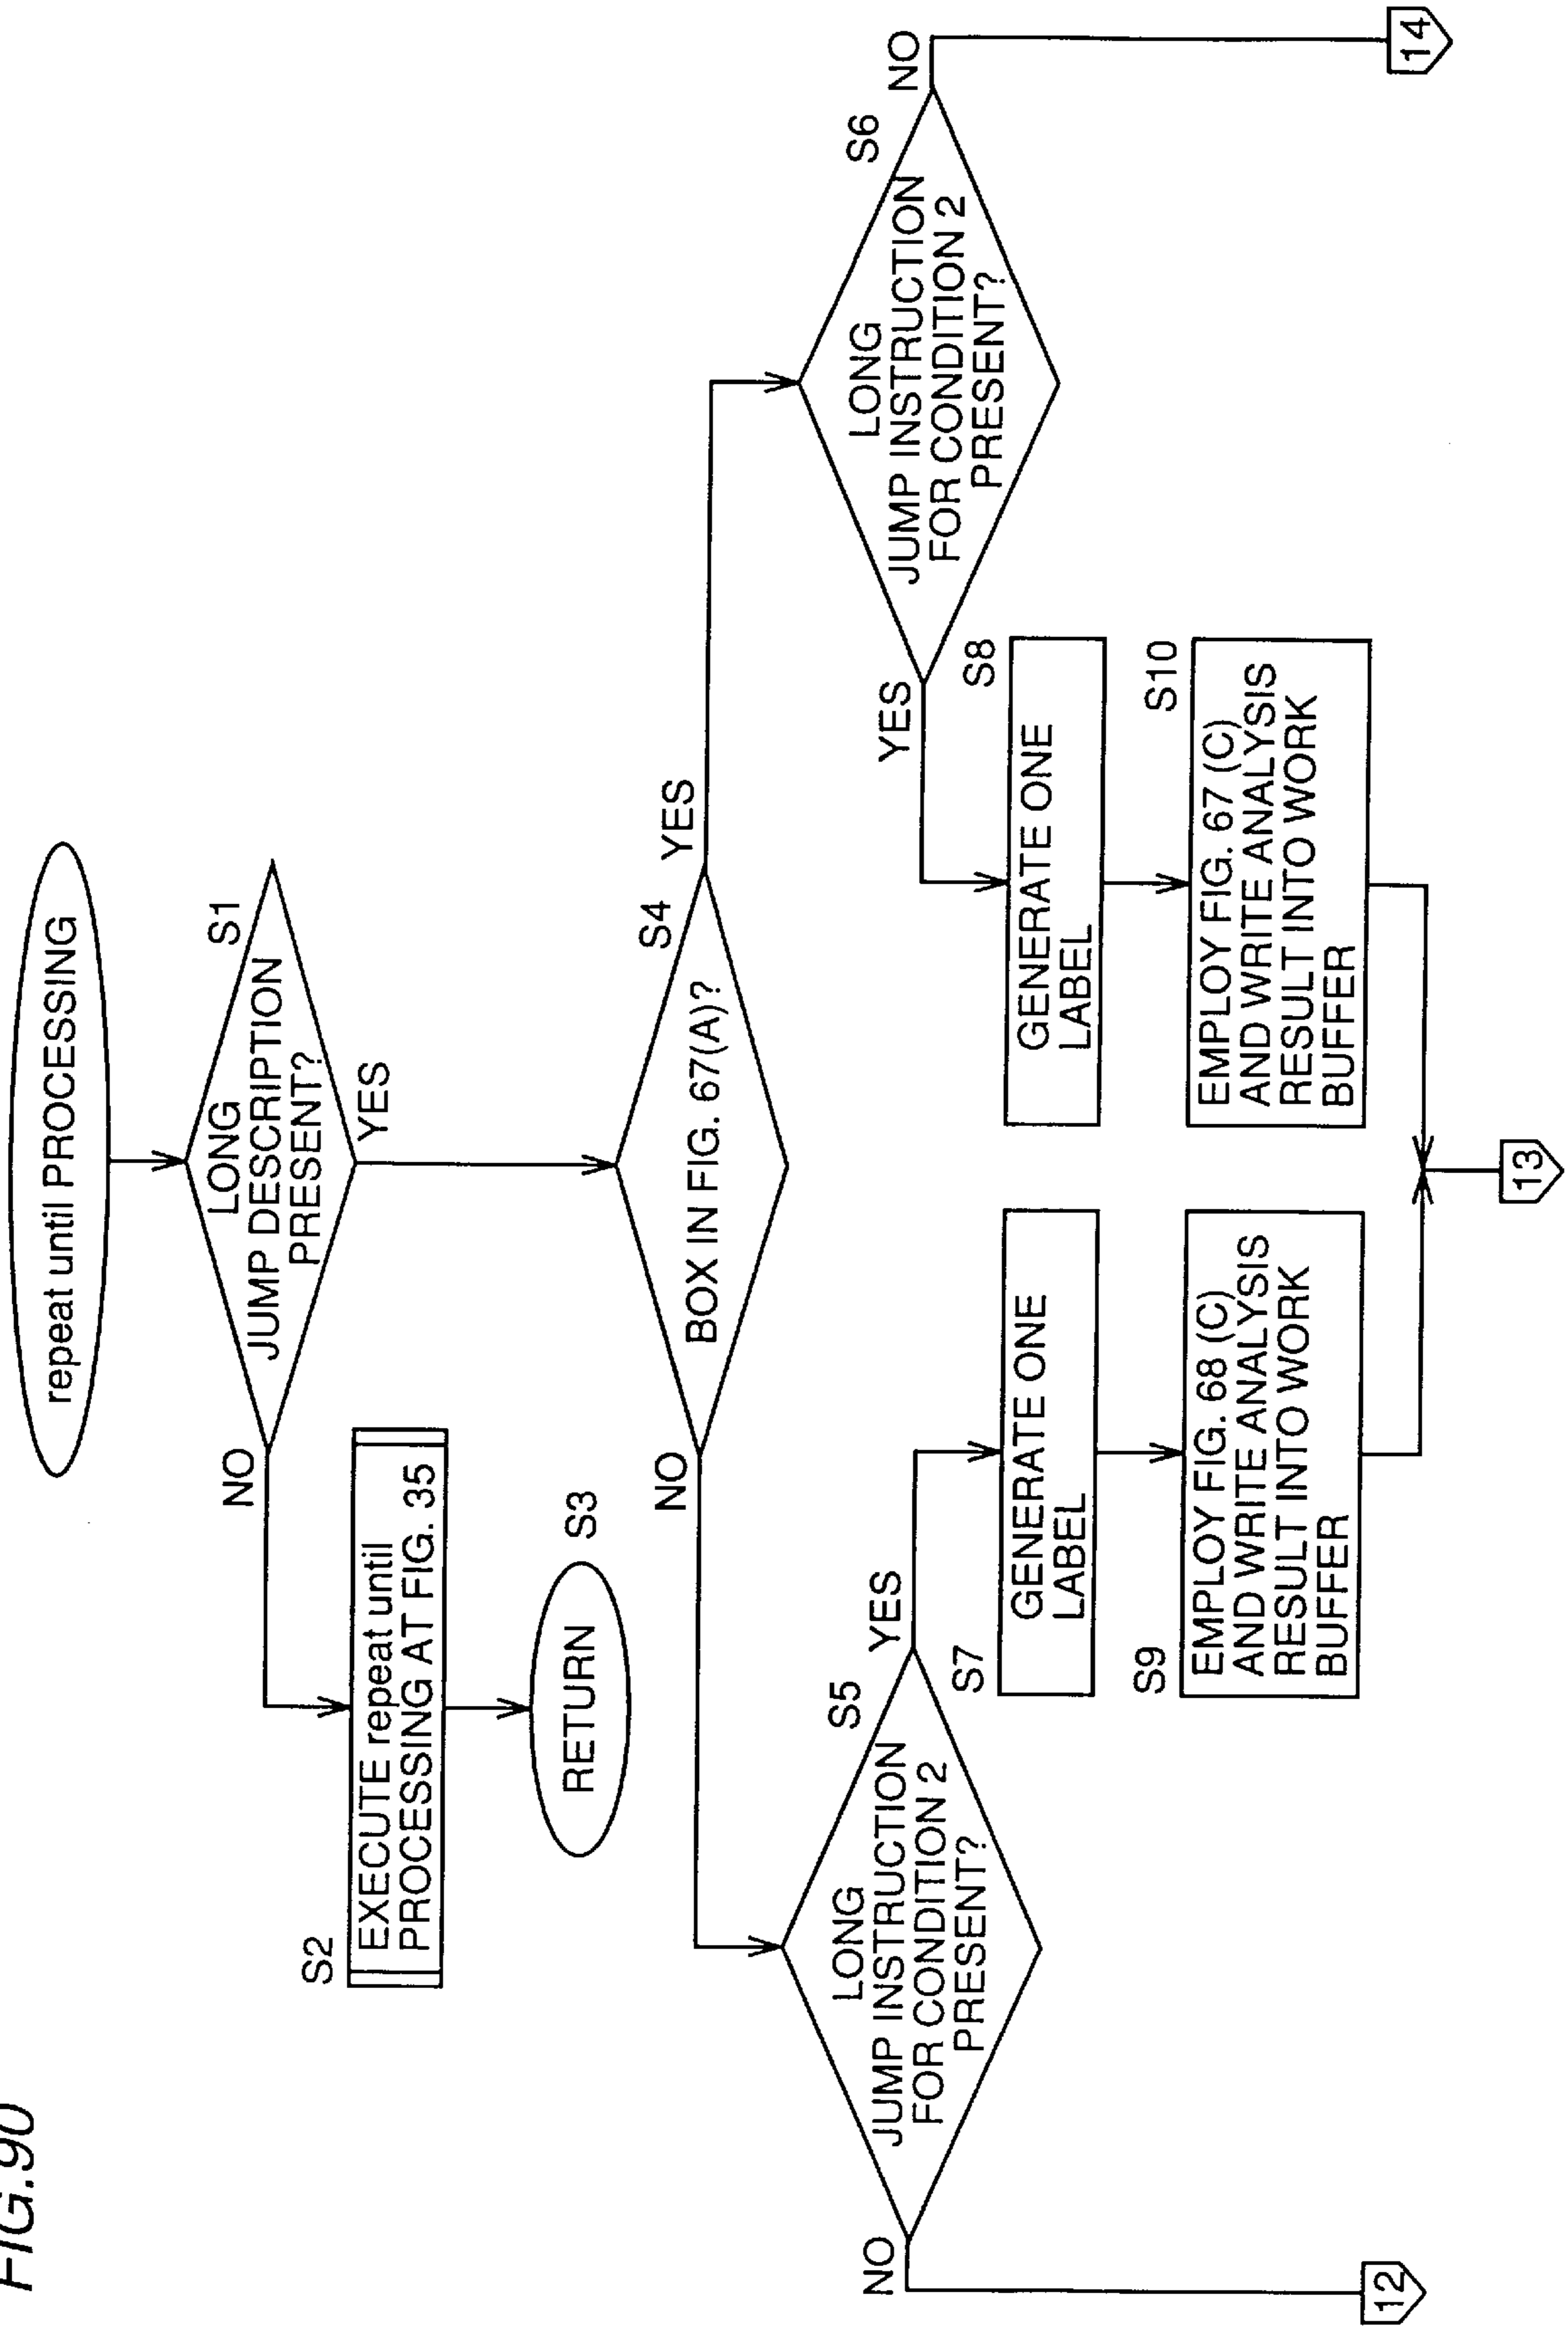 FIG.90
repeat until PROCESSING
S1
LONG
JUMP DESCRIPTION
PRESENT?
NO
YES
S2
EXECUTE repeat until
PROCESSING AT FIG. 35
RETURN
S3
S4
BOX IN FIG. 67(A)?
NO
YES
S5
LONG
JUMP INSTRUCTION
FOR CONDITION 2
PRESENT?
NO
YES
S6
LONG
JUMP INSTRUCTION
FOR CONDITION 2
PRESENT?
YES
NO
S7
GENERATE ONE
LABEL
S8
GENERATE ONE
LABEL
S9
EMPLOY FIG. 68 (C)
AND WRITE ANALYSIS
RESULT INTO WORK
BUFFER
S10
EMPLOY FIG. 67 (C)
AND WRITE ANALYSIS
RESULT INTO WORK
BUFFER
12
13
14